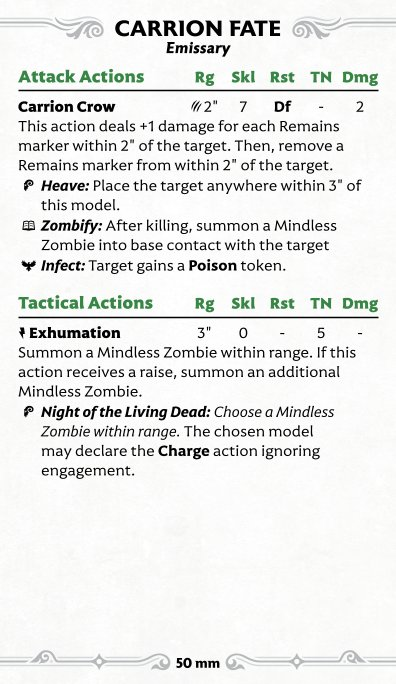 CARRION FATE
Emissary
Attack Actions Rg Skl Rst TN Dmg
Carrion Crow 2" 7 Df - 2
This action deals +1 damage for each Remains
marker within 2" of the target. Then, remove a
Remains marker from within 2" of the target.
Heave: Place the target anywhere within 3" of
this model.
Zombify: After killing, summon a Mindless
Zombie into base contact with the target
Infect: Target gains a Poison token.
Tactical Actions Rg Skl Rst TN Dmg
Exhumation 3" 0 - 5 -
Summon a Mindless Zombie within range. If this
action receives a raise, summon an additional
Mindless Zombie.
Night of the Living Dead: Choose a Mindless
Zombie within range. The chosen model
may declare the Charge action ignoring
engagement.
50 mm